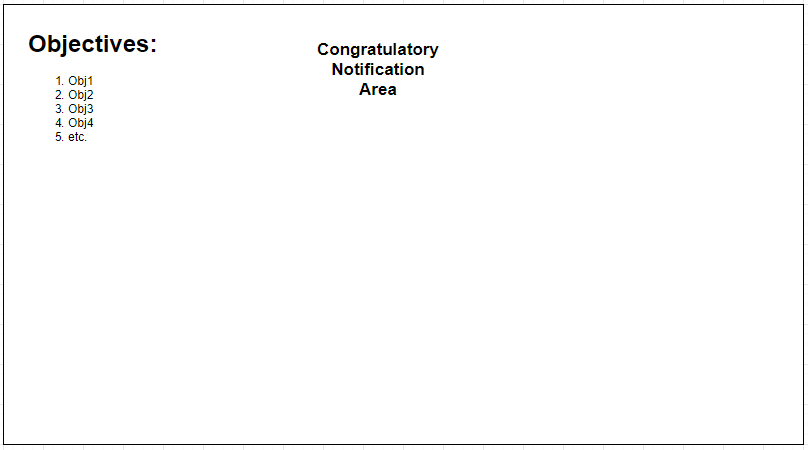 Objectives:
1. Obj1
2. Obj2
3. Obj3
4. Obj4
5. etc.
Congratulatory
Notification
Area